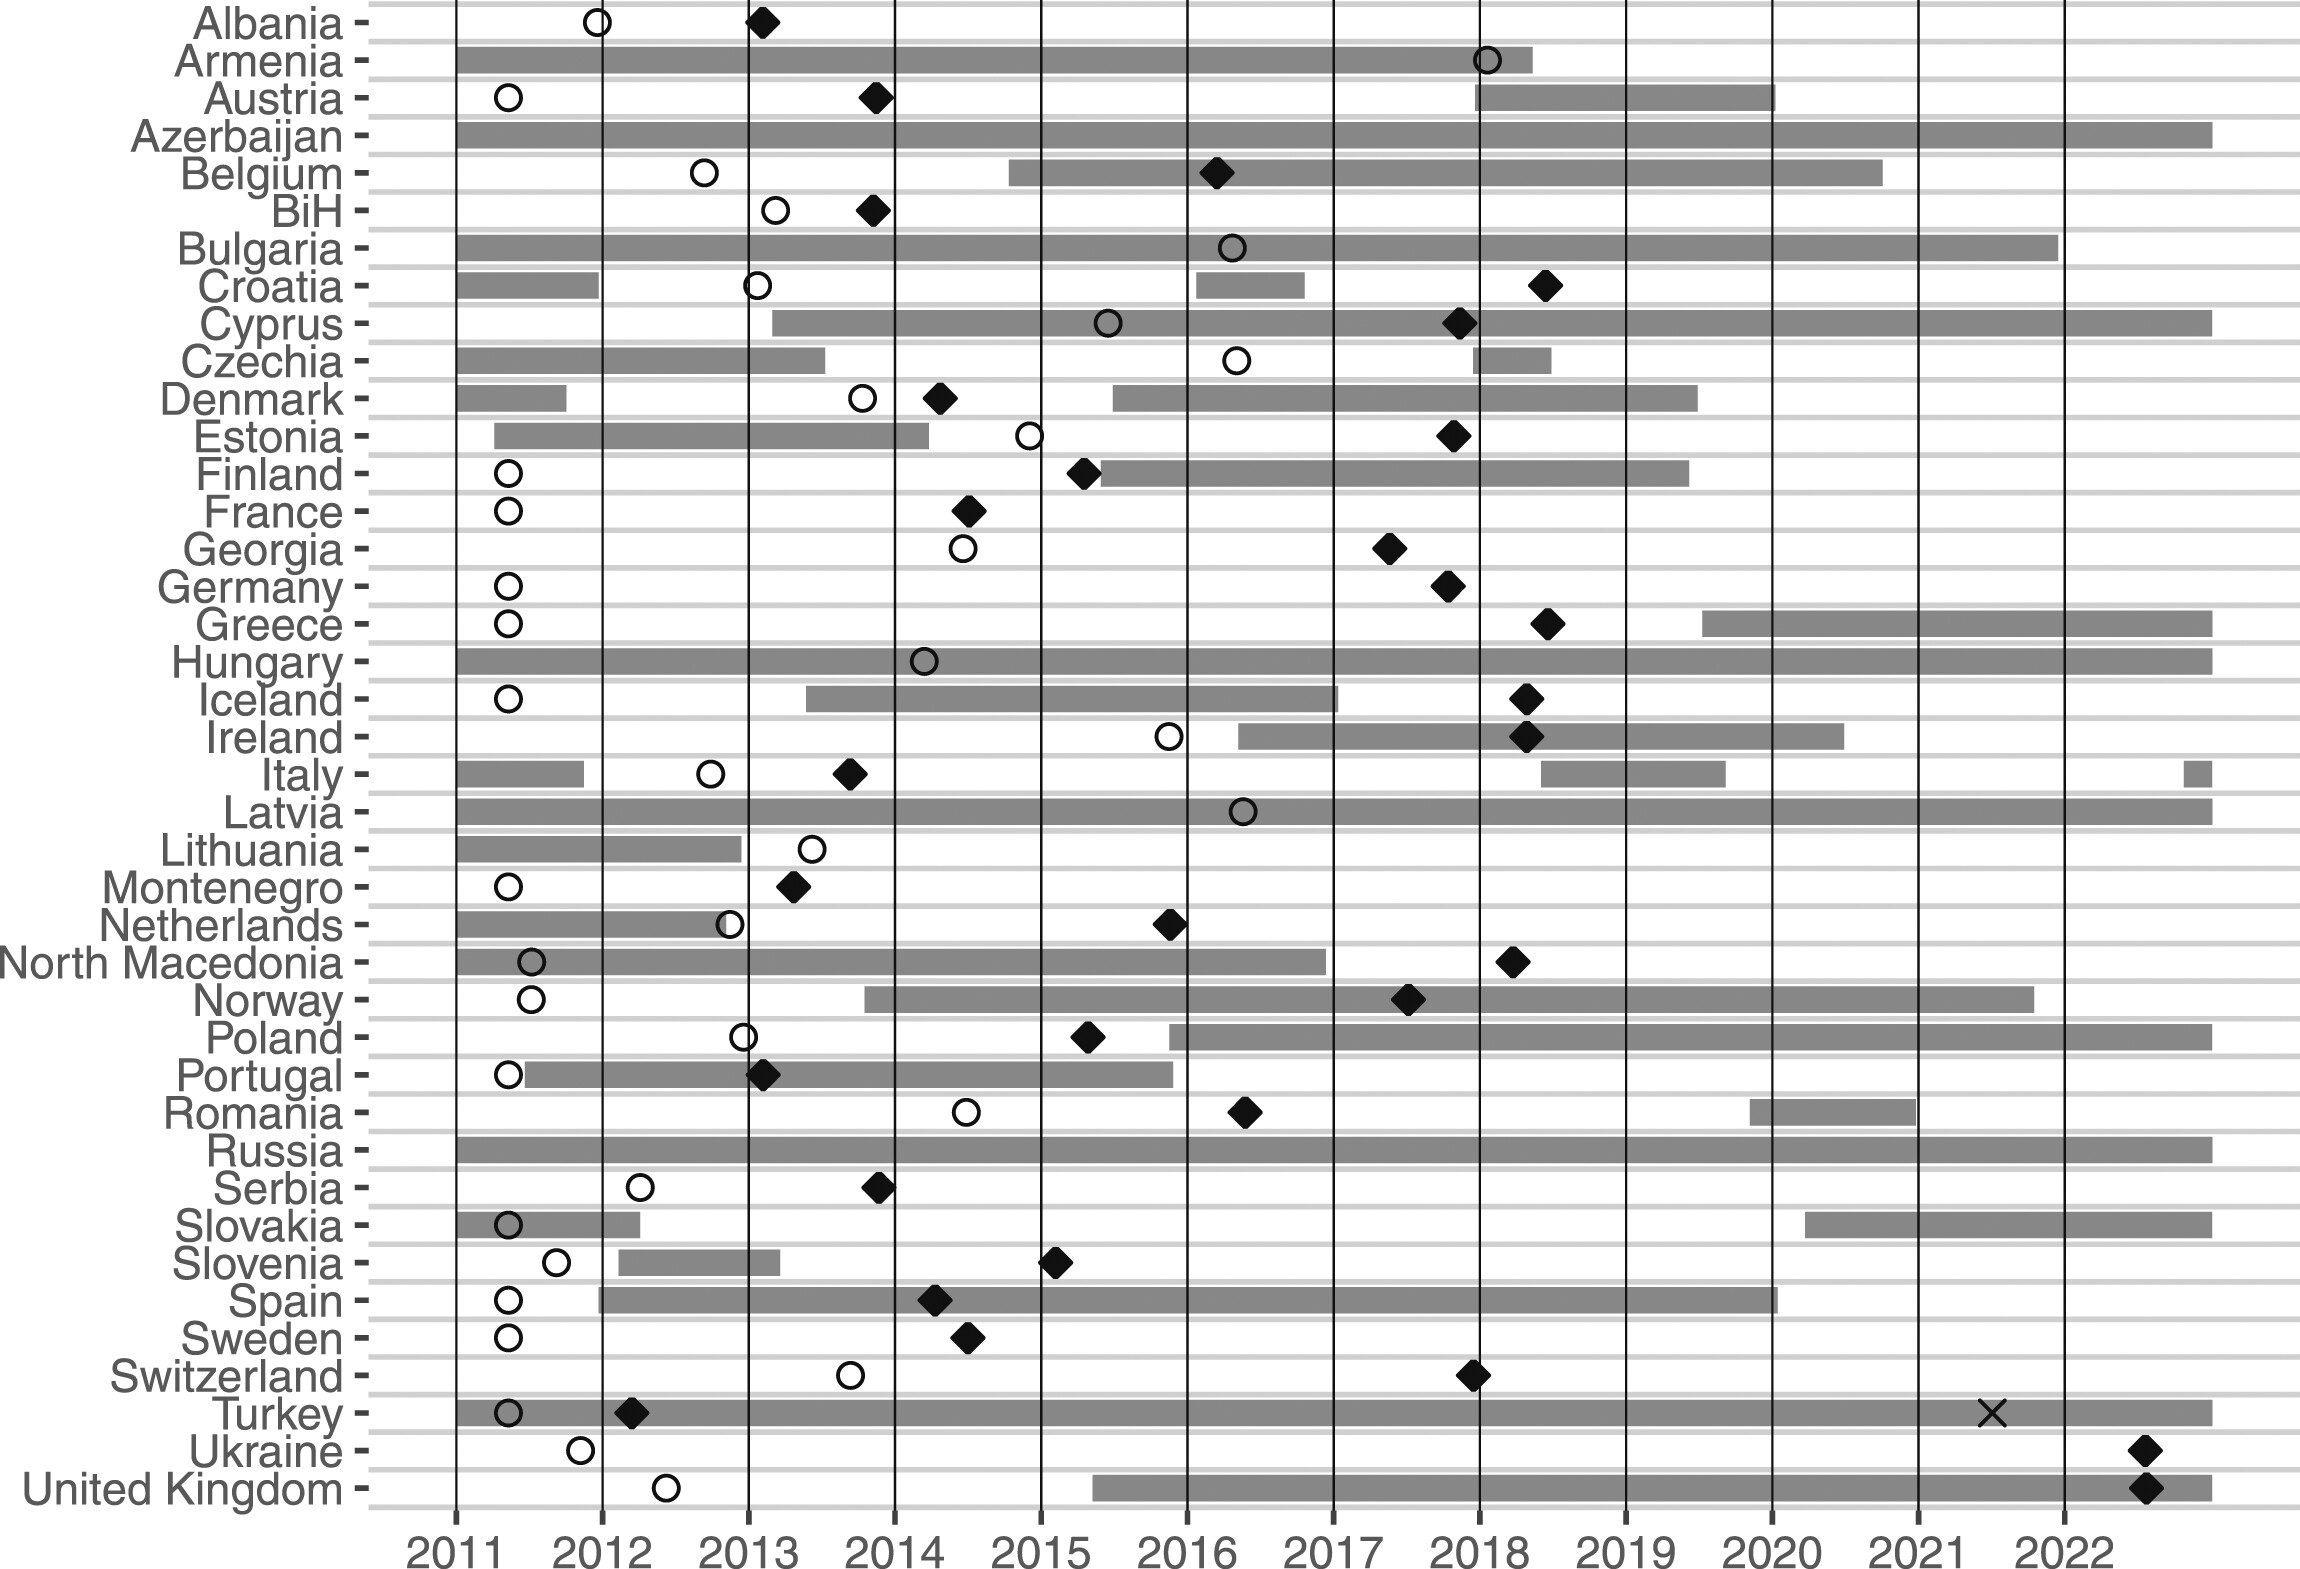 Albania
Armenia
Austria
Azerbaijan
Belgium
BiH
Bulgaria
Croatia
Cyprus
Czechia
Denmark
Estonia
Finland
France
Georgia
Germany
Greece
Hungary
Iceland
Ireland
Italy
Latvia
Lithuania
Montenegro
Netherlands
North Macedonia
Norway
Poland
Portugal
Romania
Russia
Serbia
Slovakia
Slovenia
Spain
Sweden
Switzerland
Turkey
Ukraine
United Kingdom
2011 2012 2013 2014 2015 2016 2017 2018 2019 2020 2021 2022